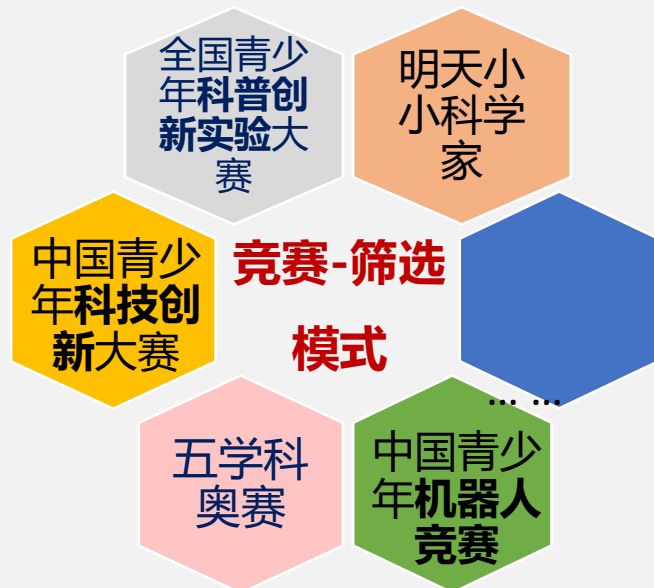 全国青少
年科普创
新实验大
赛
明天小
小科学
家
中国青少
年科技创
新大赛
竞赛-筛选
模式
... ...
五学科
奥赛
中国青少
年机器人
竞赛